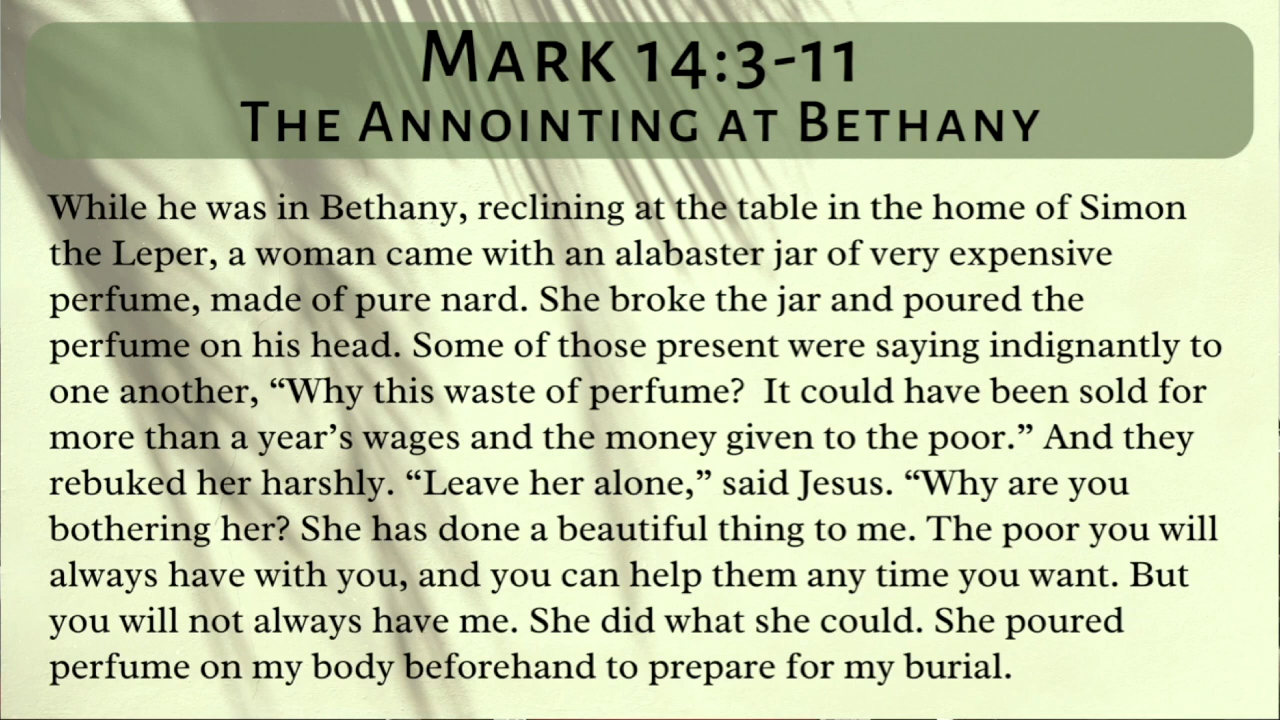 Mark 14:3-11
The Annointing at Bethany
While he was in Bethany, reclining at the table in the home of Simon
the Leper, a woman came with an alabaster jar of very expensive
perfume, made of pure nard. She broke the jar and poured the
perfume on his head. Some of those present were saying indignantly to
one another, “Why this waste of perfume?  It could have been sold for
more than a year’s wages and the money given to the poor.” And they
rebuked her harshly. “Leave her alone,” said Jesus. “Why are you
bothering her? She has done a beautiful thing to me. The poor you will
always have with you, and you can help them any time you want. But
you will not always have me. She did what she could. She poured
perfume on my body beforehand to prepare for my burial.